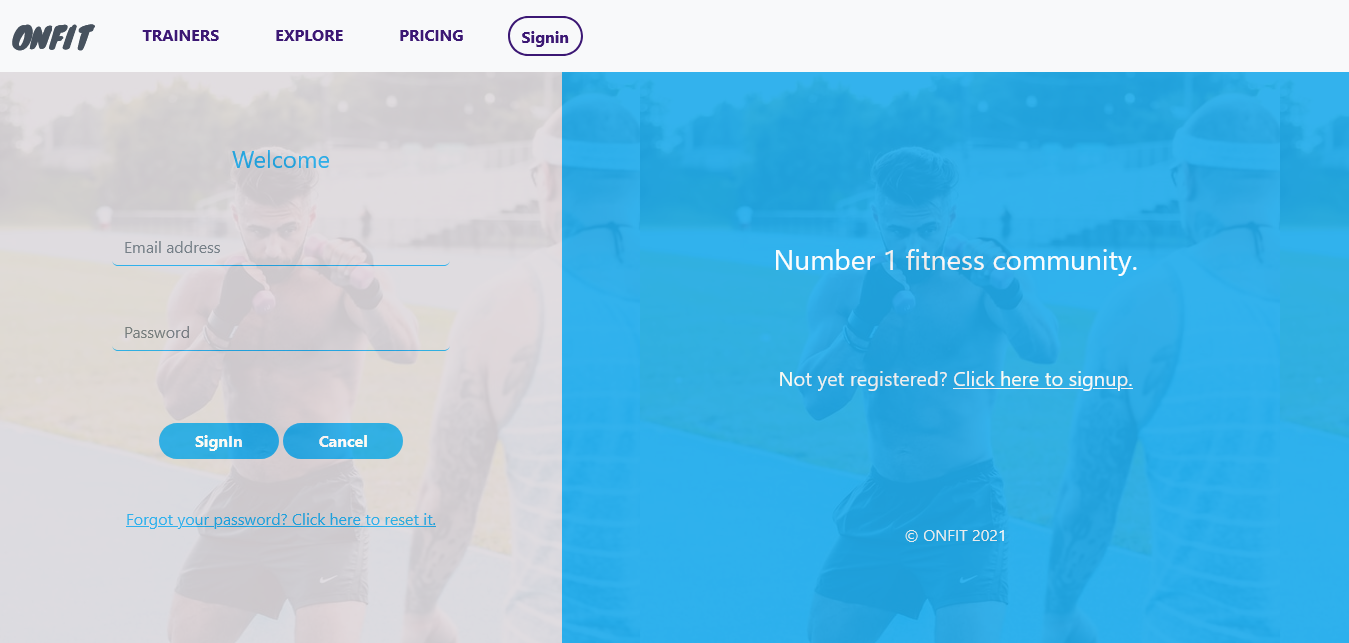 ONFIT
TRAINERS
EXPLORE
PRICING
Signin
Welcome
Email address
Password
SignIn
Cancel
Forgot your password? Click here to reset it.
Number 1 fitness community.
Not yet registered? Click here to signup.
© ONFIT 2021